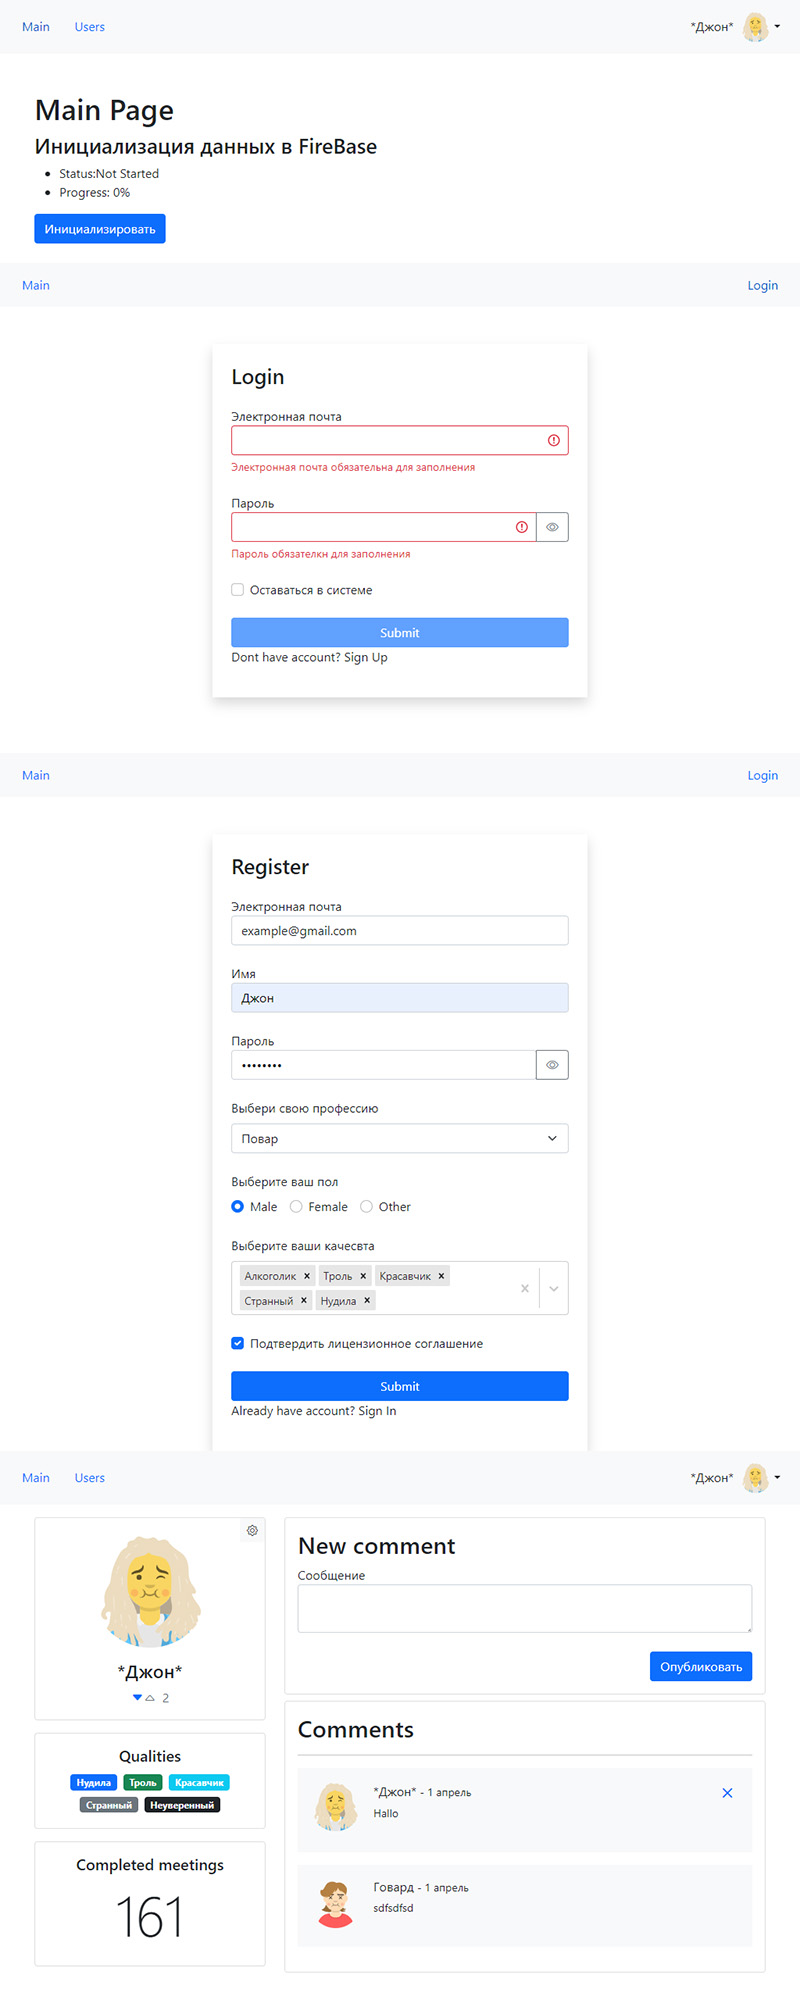 Main Users *Джон*
Main Page
Инициализация данных в FireBase
Status:Not Started
Progress: 0%
Инициализировать
Main Login
Login
Электронная почта
Электронная почта обязательна для заполнения
Пароль
Пароль обязателкн для заполнения
Оставаться в системе
Submit
Dont have account? Sign Up
Main Login
Register
Электронная почта
example@gmail.com
Имя
Джон
Пароль
••••••••
Выбери свою профессию
Повар
Выберите ваш пол
Male Female Other
Выберите ваши качесвта
Алкоголик × Троль × Красавчик ×
Странный × Нудила ×
Подтвердить лицензионное соглашение
Submit
Already have account? Sign In
Main Users *Джон*
*Джон*
2
Qualities
Нудила Троль Красавчик
Странный Неуверенный
Completed meetings
161
New comment
Сообщение
Опубликовать
Comments
*Джон* - 1 апрель
Hallo
Говард - 1 апрель
sdfsdfsd